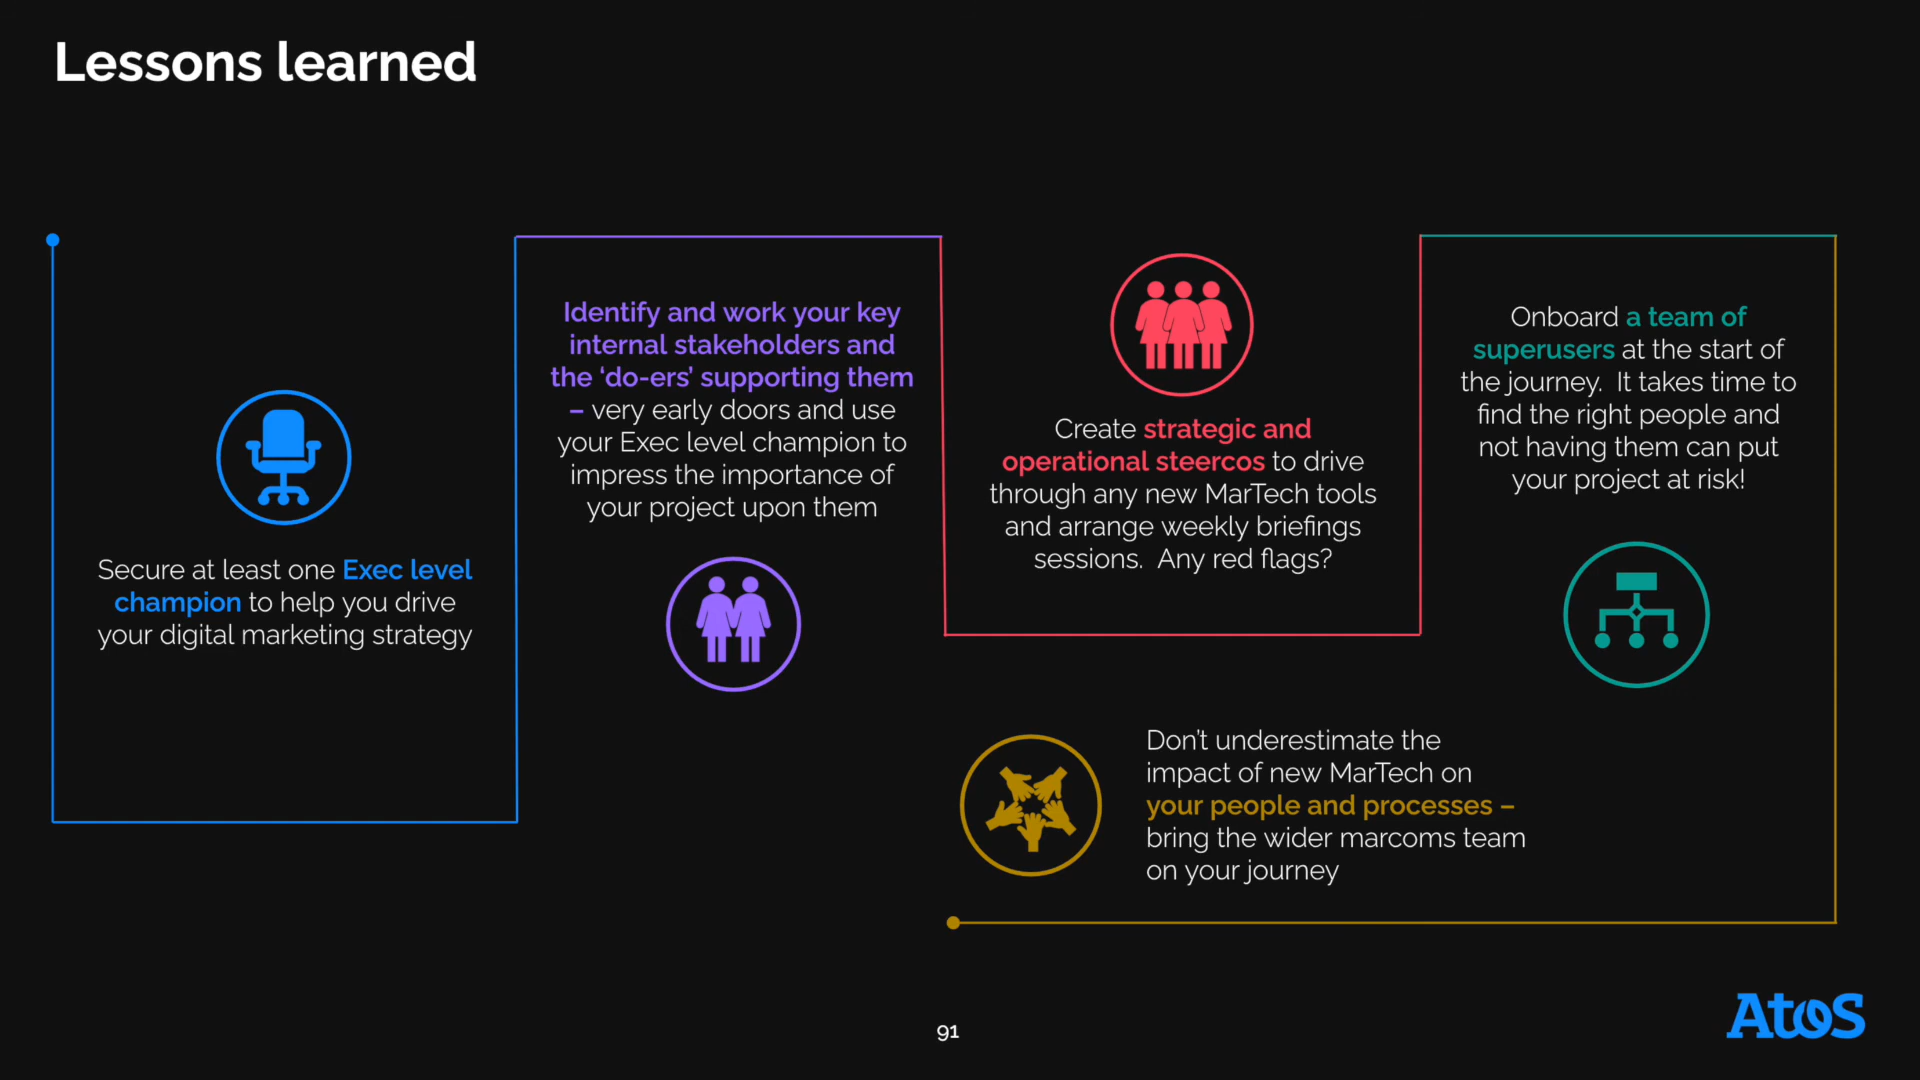 Lessons learned
Secure at least one Exec level
champion to help you drive
your digital marketing strategy
Identify and work your key
internal stakeholders and
the ‘do-ers’ supporting them
– very early doors and use
your Exec level champion to
impress the importance of
your project upon them
Create strategic and
operational steercos to drive
through any new MarTech tools
and arrange weekly briefings
sessions.  Any red flags?
Onboard a team of
superusers at the start of
the journey.  It takes time to
find the right people and
not having them can put
your project at risk!
Don’t underestimate the
impact of new MarTech on
your people and processes –
bring the wider marcoms team
on your journey
91
Atos